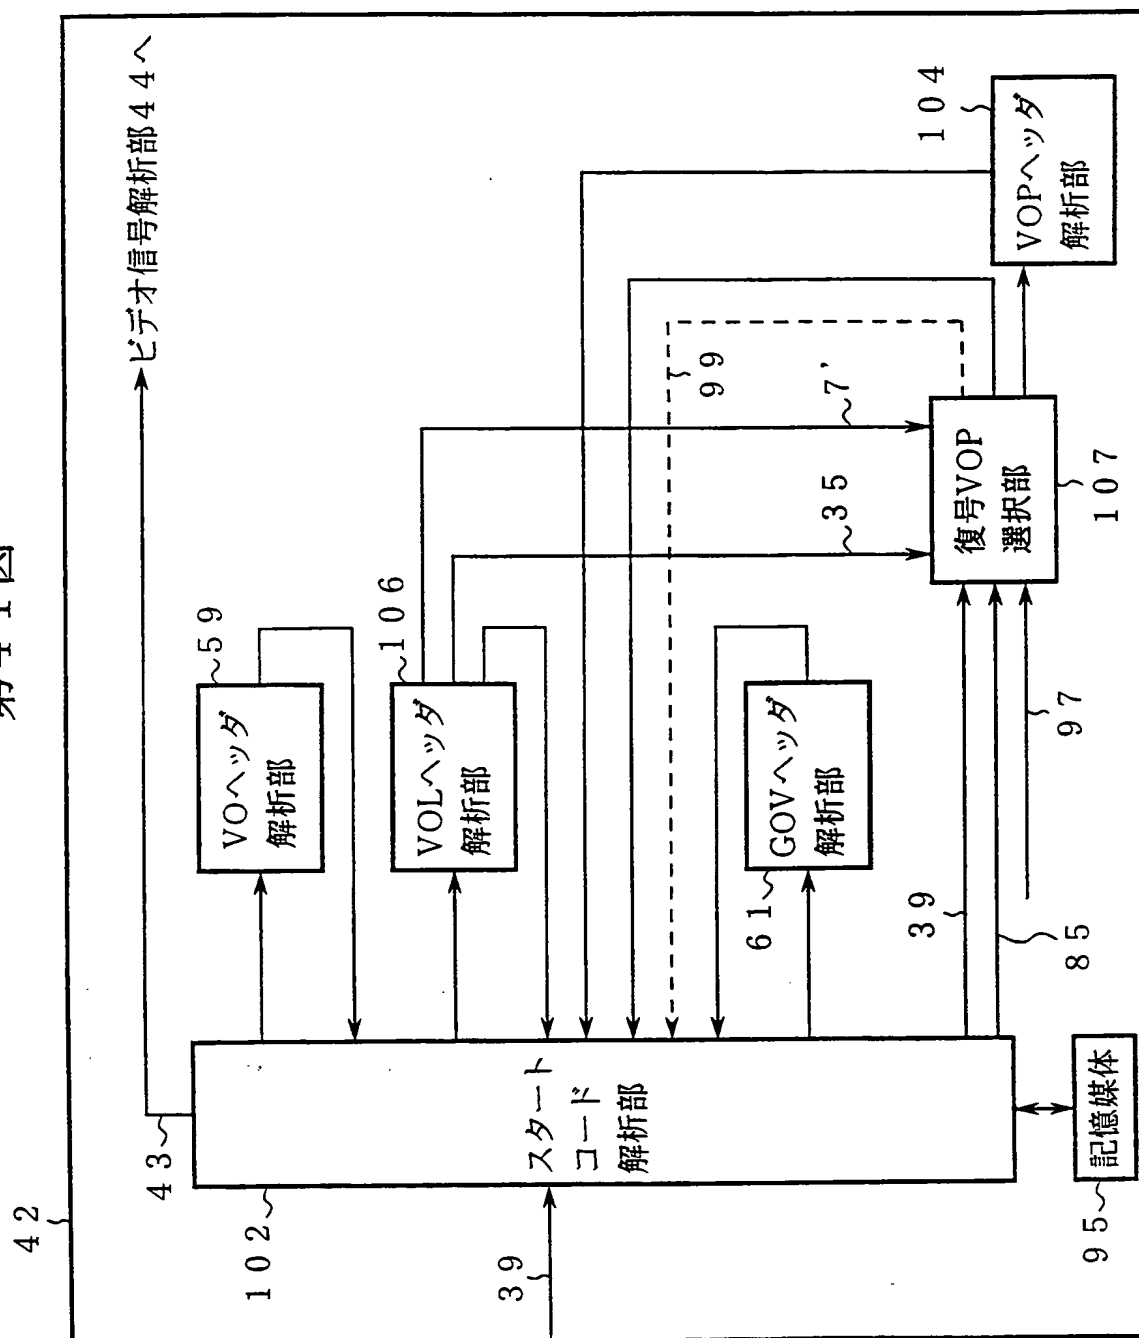 第41図
42
43
ビデオ信号解析部44へ
102
39
スタート
コード
解析部
95
記憶媒体
59
VOヘッダ
解析部
106
VOLヘッダ
解析部
61
GOVヘッダ
解析部
35
7’
99
39
85
97
復号VOP
選択部
107
104
VOPヘッダ
解析部